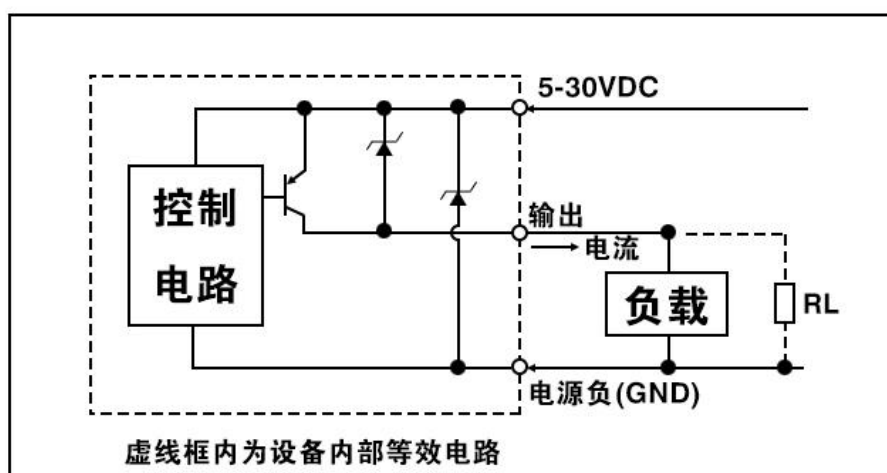 5-30VDC
控制
电路
输出
电流
负载
RL
电源负(GND)
虚线框内为设备内部等效电路